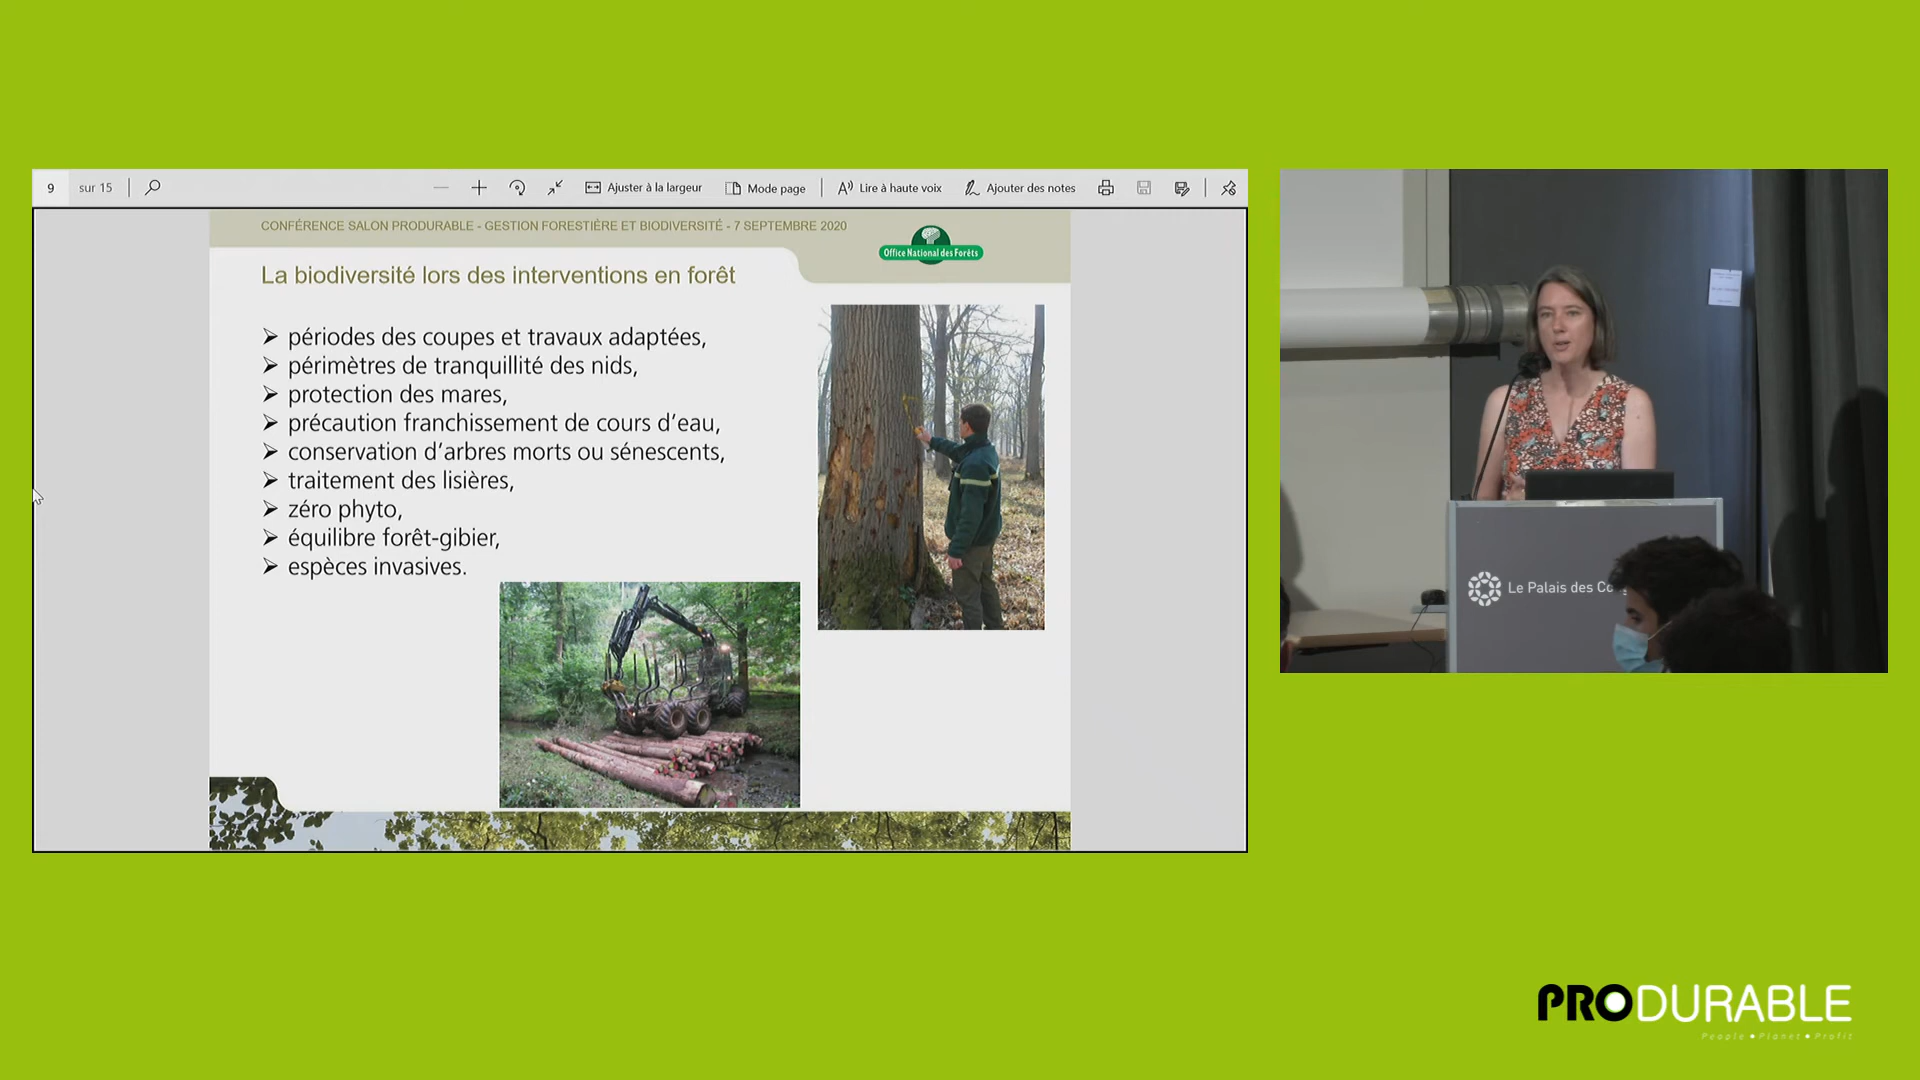 9 sur 15
Ajuster à la largeur
Mode page
Lire à haute voix
Ajouter des notes
CONFÉRENCE SALON PRODURABLE - GESTION FORESTIÈRE ET BIODIVERSITÉ - 7 SEPTEMBRE 2020
Office National des Forêts
La biodiversité lors des interventions en forêt
périodes des coupes et travaux adaptées,
périmètres de tranquillité des nids,
protection des mares,
précaution franchissement de cours d'eau,
conservation d'arbres morts ou sénescents,
traitement des lisières,
zéro phyto,
équilibre forêt-gibier,
espèces invasives.
Le Palais des Co
PRODURABLE
People • Planet • Profit